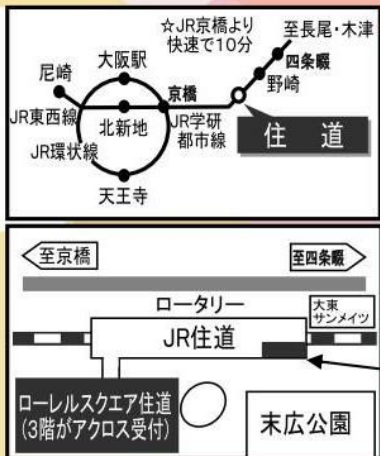 ☆JR京橋より
快速で10分
至長尾・木津
四条畷
野崎
大阪駅
尼崎
京橋
JR東西線
北新地
JR学研
都市線
JR環状線
住 道
天王寺
至京橋
至四条畷
ロータリー
大東
サンメイツ
JR住道
ローレルスクエア住道
(3階がアクロス受付)
末広公園